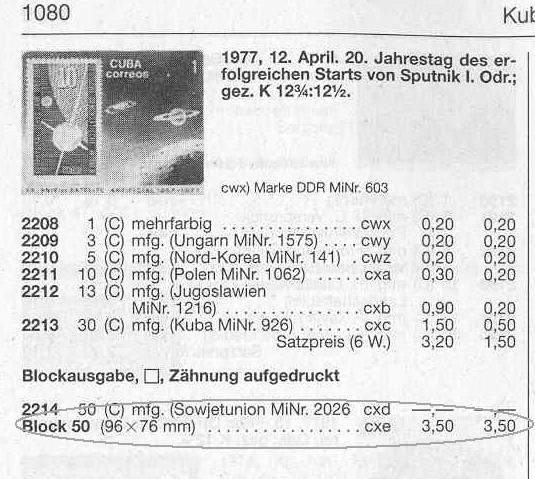 1080
Kub
CUBA
correos
1
1977, 12. April. 20. Jahrestag des er-
folgreichen Starts von Sputnik I. Odr.;
gez. K 12¾:12½.
cwx) Marke DDR MiNr. 603
2208 1 (C) mehrfarbig . . . . . . . . . . . . . . . cwx 0,20 0,20
2209 3 (C) mfg. (Ungarn MiNr. 1575) . . . . cwy 0,20 0,20
2210 5 (C) mfg. (Nord-Korea MiNr. 141) . cwz 0,20 0,20
2211 10 (C) mfg. (Polen MiNr. 1062) . . . . . cxa 0,30 0,20
2212 13 (C) mfg. (Jugoslawien
MiNr. 1216) . . . . . . . . . . . . . cxb 0,90 0,20
2213 30 (C) mfg. (Kuba MiNr. 926) . . . . . . . cxc 1,50 0,50
Satzpreis (6 W.) 3,20 1,50
Blockausgabe, □, Zähnung aufgedruckt
2214 50 (C) mfg. (Sowjetunion MiNr. 2026 cxd —,— —,—
Block 50 (96×76 mm) . . . . . . . . . . . . . . . cxe 3,50 3,50